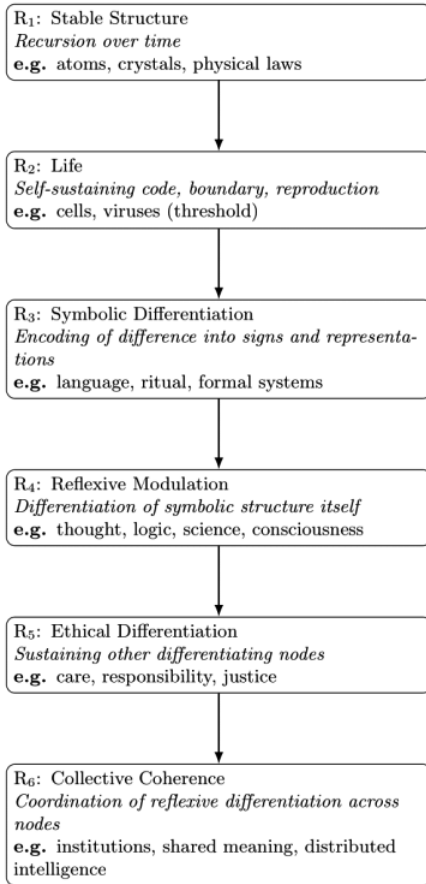 R₁: Stable Structure
Recursion over time
e.g. atoms, crystals, physical laws
R₂: Life
Self-sustaining code, boundary, reproduction
e.g. cells, viruses (threshold)
R₃: Symbolic Differentiation
Encoding of difference into signs and representa-
tions
e.g. language, ritual, formal systems
R₄: Reflexive Modulation
Differentiation of symbolic structure itself
e.g. thought, logic, science, consciousness
R₅: Ethical Differentiation
Sustaining other differentiating nodes
e.g. care, responsibility, justice
R₆: Collective Coherence
Coordination of reflexive differentiation across
nodes
e.g. institutions, shared meaning, distributed
intelligence